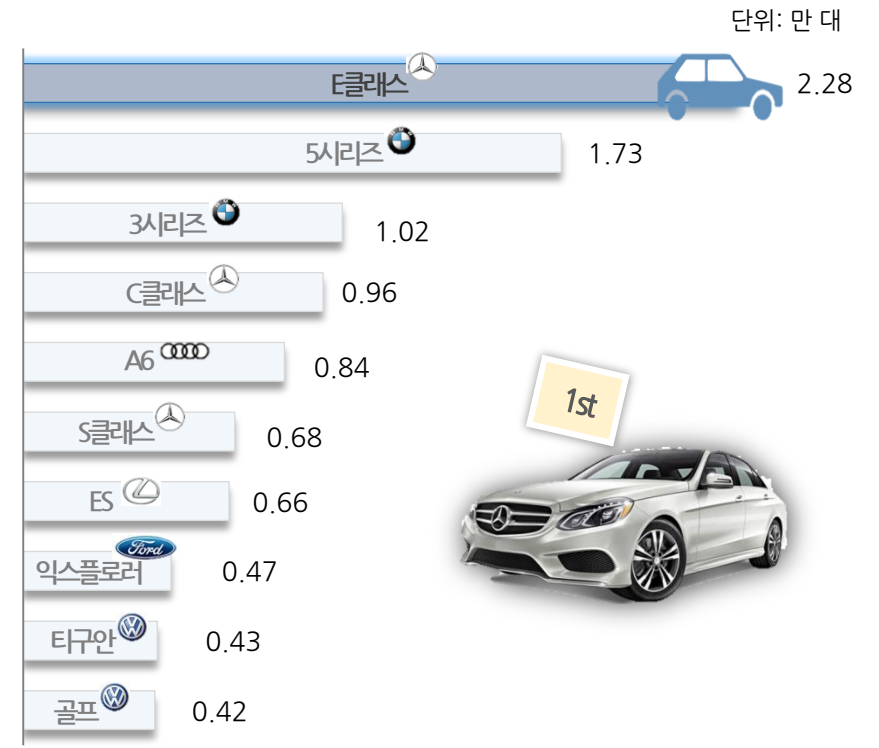 단위: 만 대
E클래스 2.28
5시리즈 1.73
3시리즈 1.02
C클래스 0.96
A6 0.84
1st
S클래스 0.68
ES 0.66
Ford
익스플로러 0.47
티구안 0.43
골프 0.42